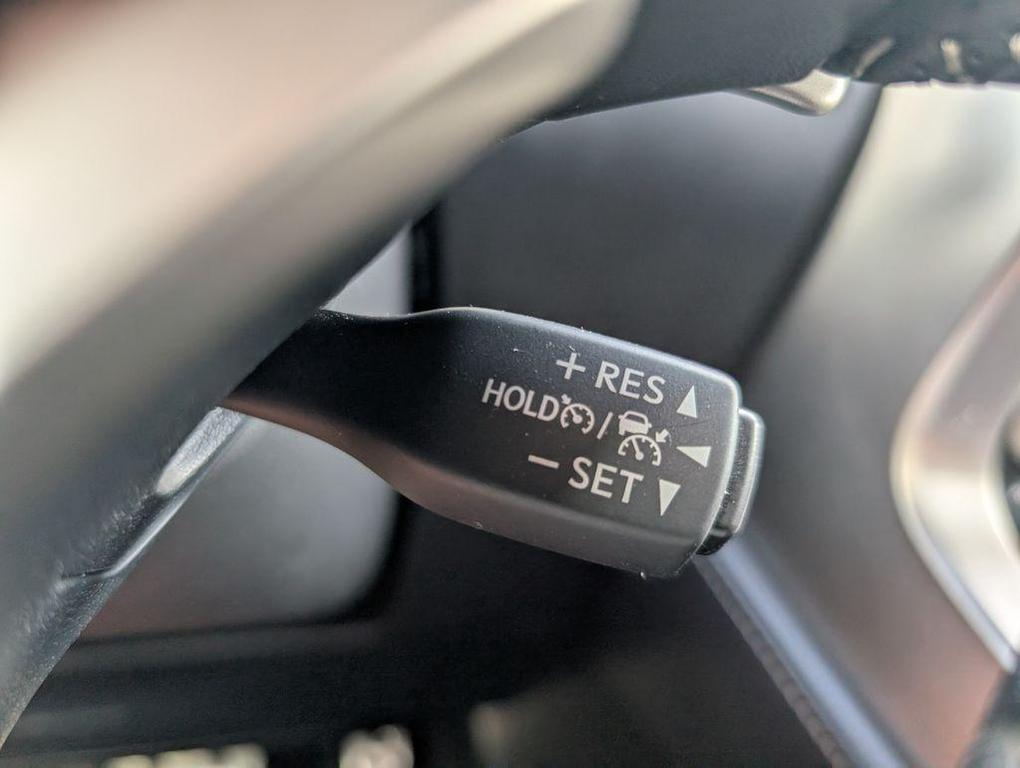 + RES
HOLD /
− SET